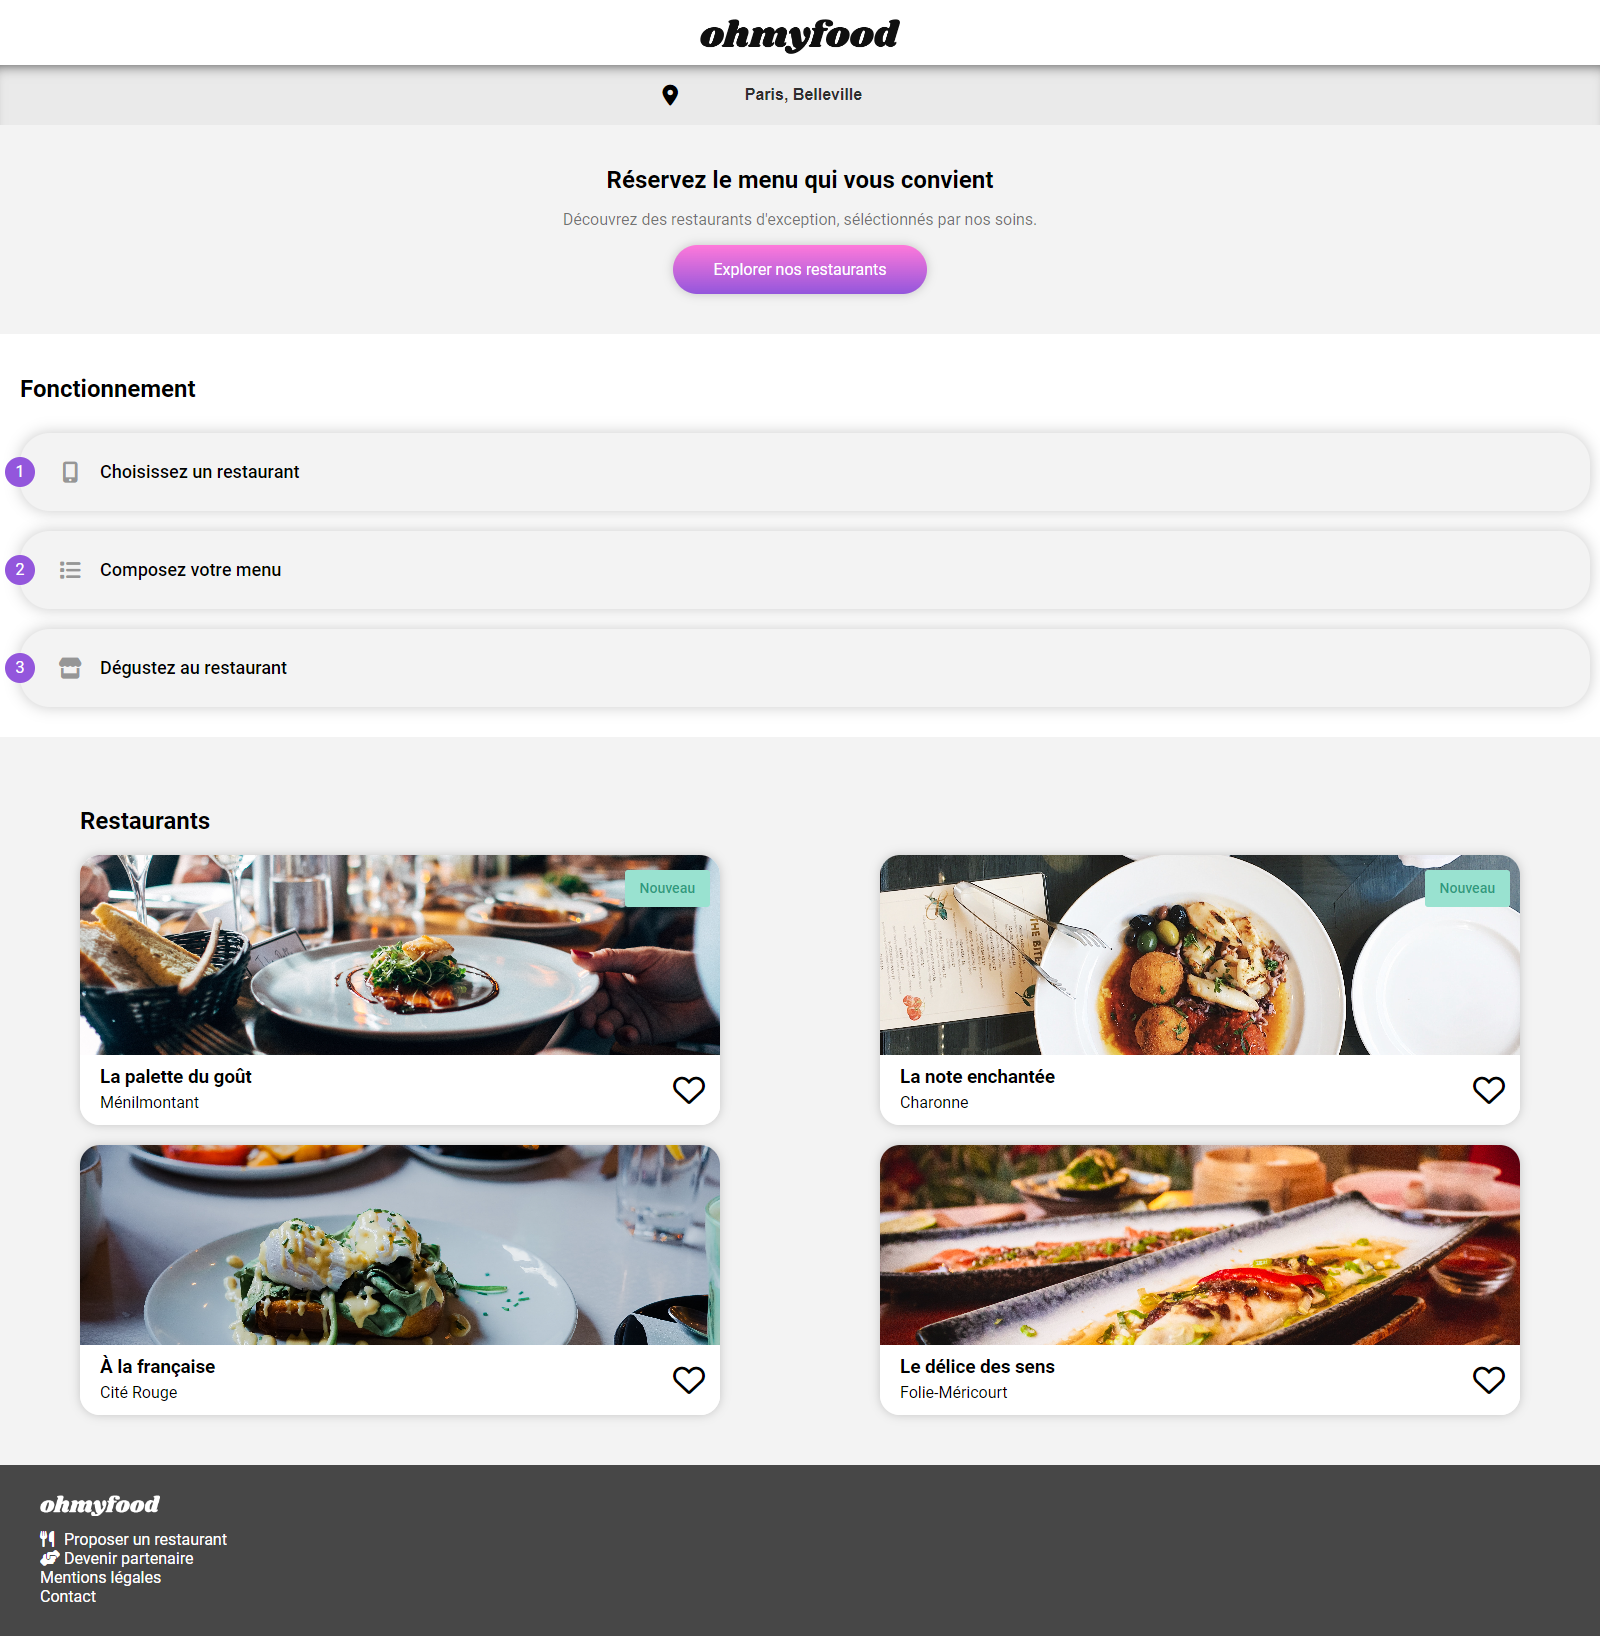 ohmyfood
Paris, Belleville
Réservez le menu qui vous convient
Découvrez des restaurants d'exception, séléctionnés par nos soins.
Explorer nos restaurants
Fonctionnement
1
Choisissez un restaurant
2
Composez votre menu
3
Dégustez au restaurant
Restaurants
Nouveau
Nouveau
La palette du goût
Ménilmontant
La note enchantée
Charonne
À la française
Cité Rouge
Le délice des sens
Folie-Méricourt
ohmyfood
Proposer un restaurant
Devenir partenaire
Mentions légales
Contact